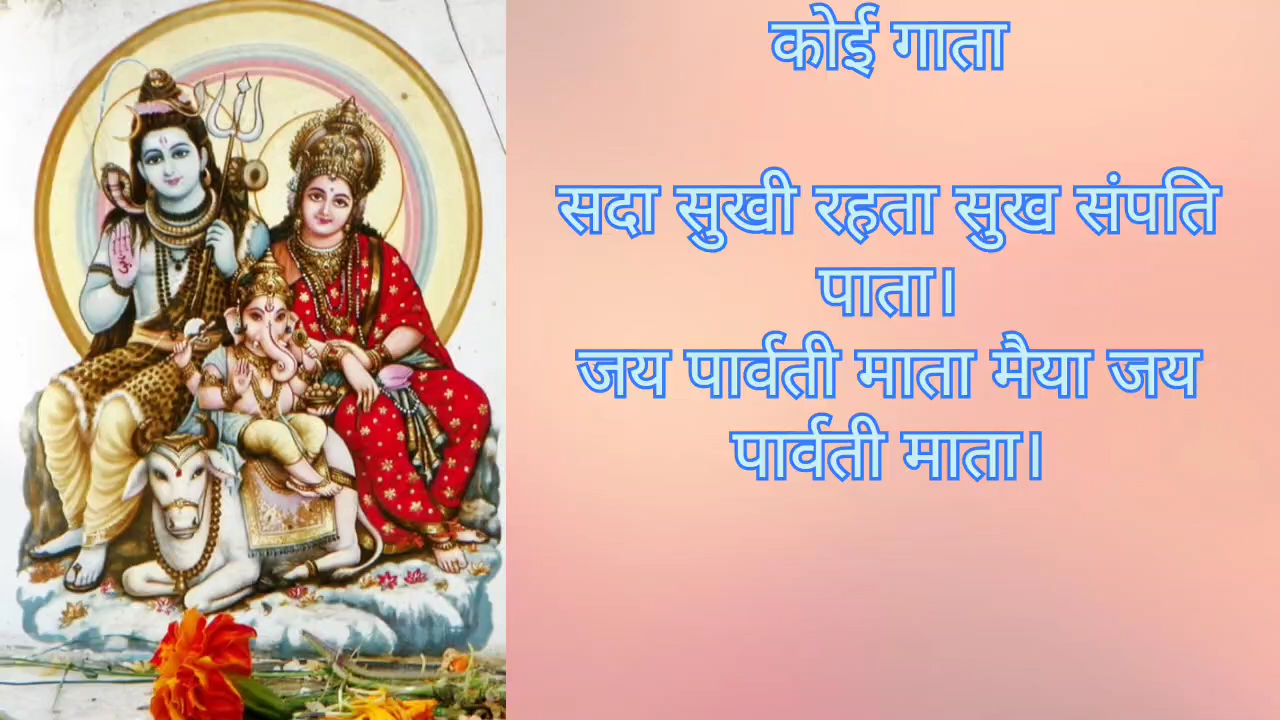 कोई गाता
सदा सुखी रहता सुख संपति
पाता।
जय पार्वती माता मैया जय
पार्वती माता।